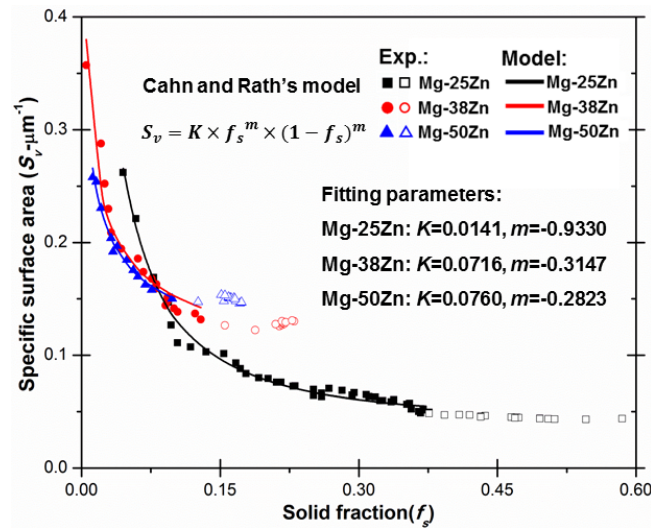 0.4
0.3
0.2
0.1
0.0
Specific surface area (Sᵥ,μm⁻¹)
Exp.: Model:
Mg-25Zn Mg-25Zn
Mg-38Zn Mg-38Zn
Mg-50Zn Mg-50Zn
Cahn and Rath's model
Sᵥ = K × fₛᵐ × (1 − fₛ)ᵐ
Fitting parameters:
Mg-25Zn: K=0.0141, m=-0.9330
Mg-38Zn: K=0.0716, m=-0.3147
Mg-50Zn: K=0.0760, m=-0.2823
0.00 0.15 0.30 0.45 0.60
Solid fraction(fₛ)